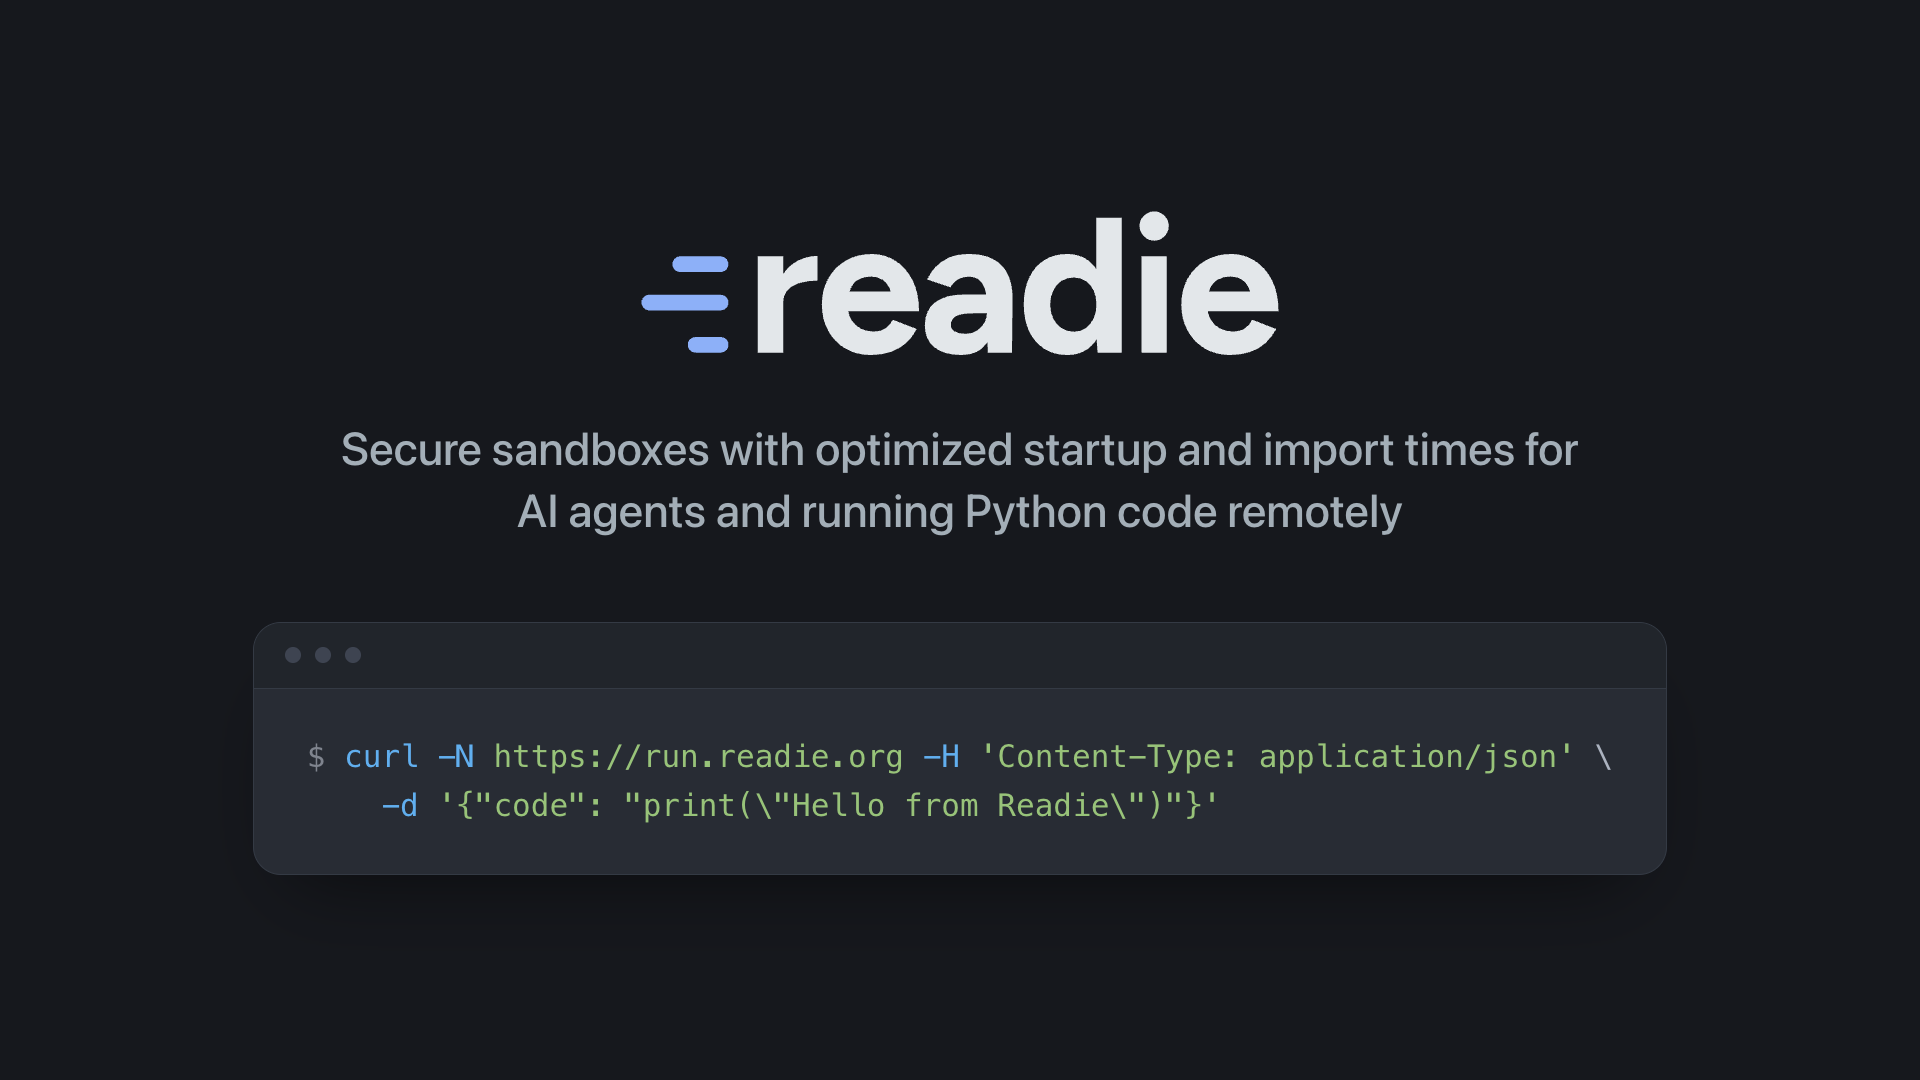 readie
Secure sandboxes with optimized startup and import times for
AI agents and running Python code remotely
$ curl -N https://run.readie.org -H 'Content-Type: application/json' \
-d '{"code": "print(\"Hello from Readie\")"}'